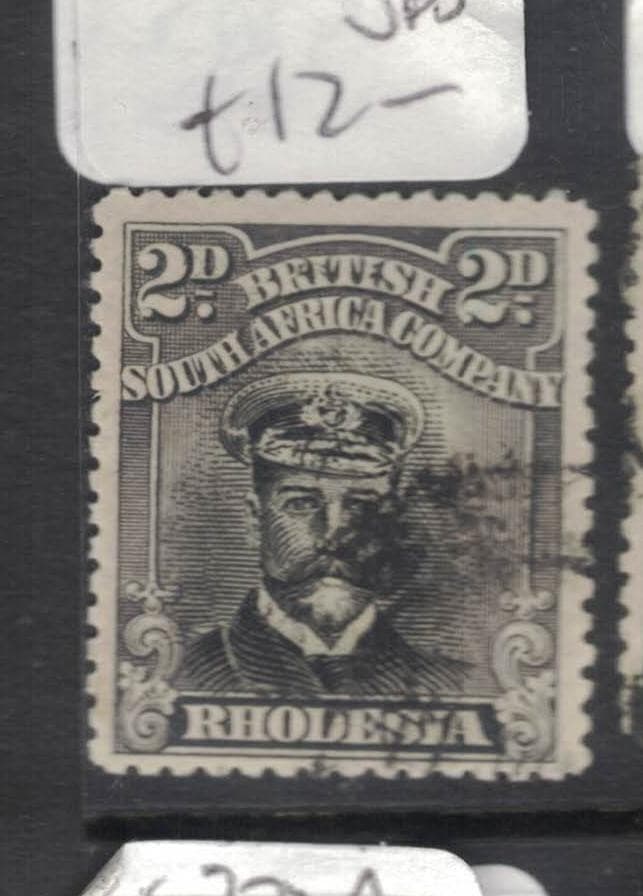 £12-
2D 2D
BRITISH
SOUTH AFRICA COMPANY
RHODESIA